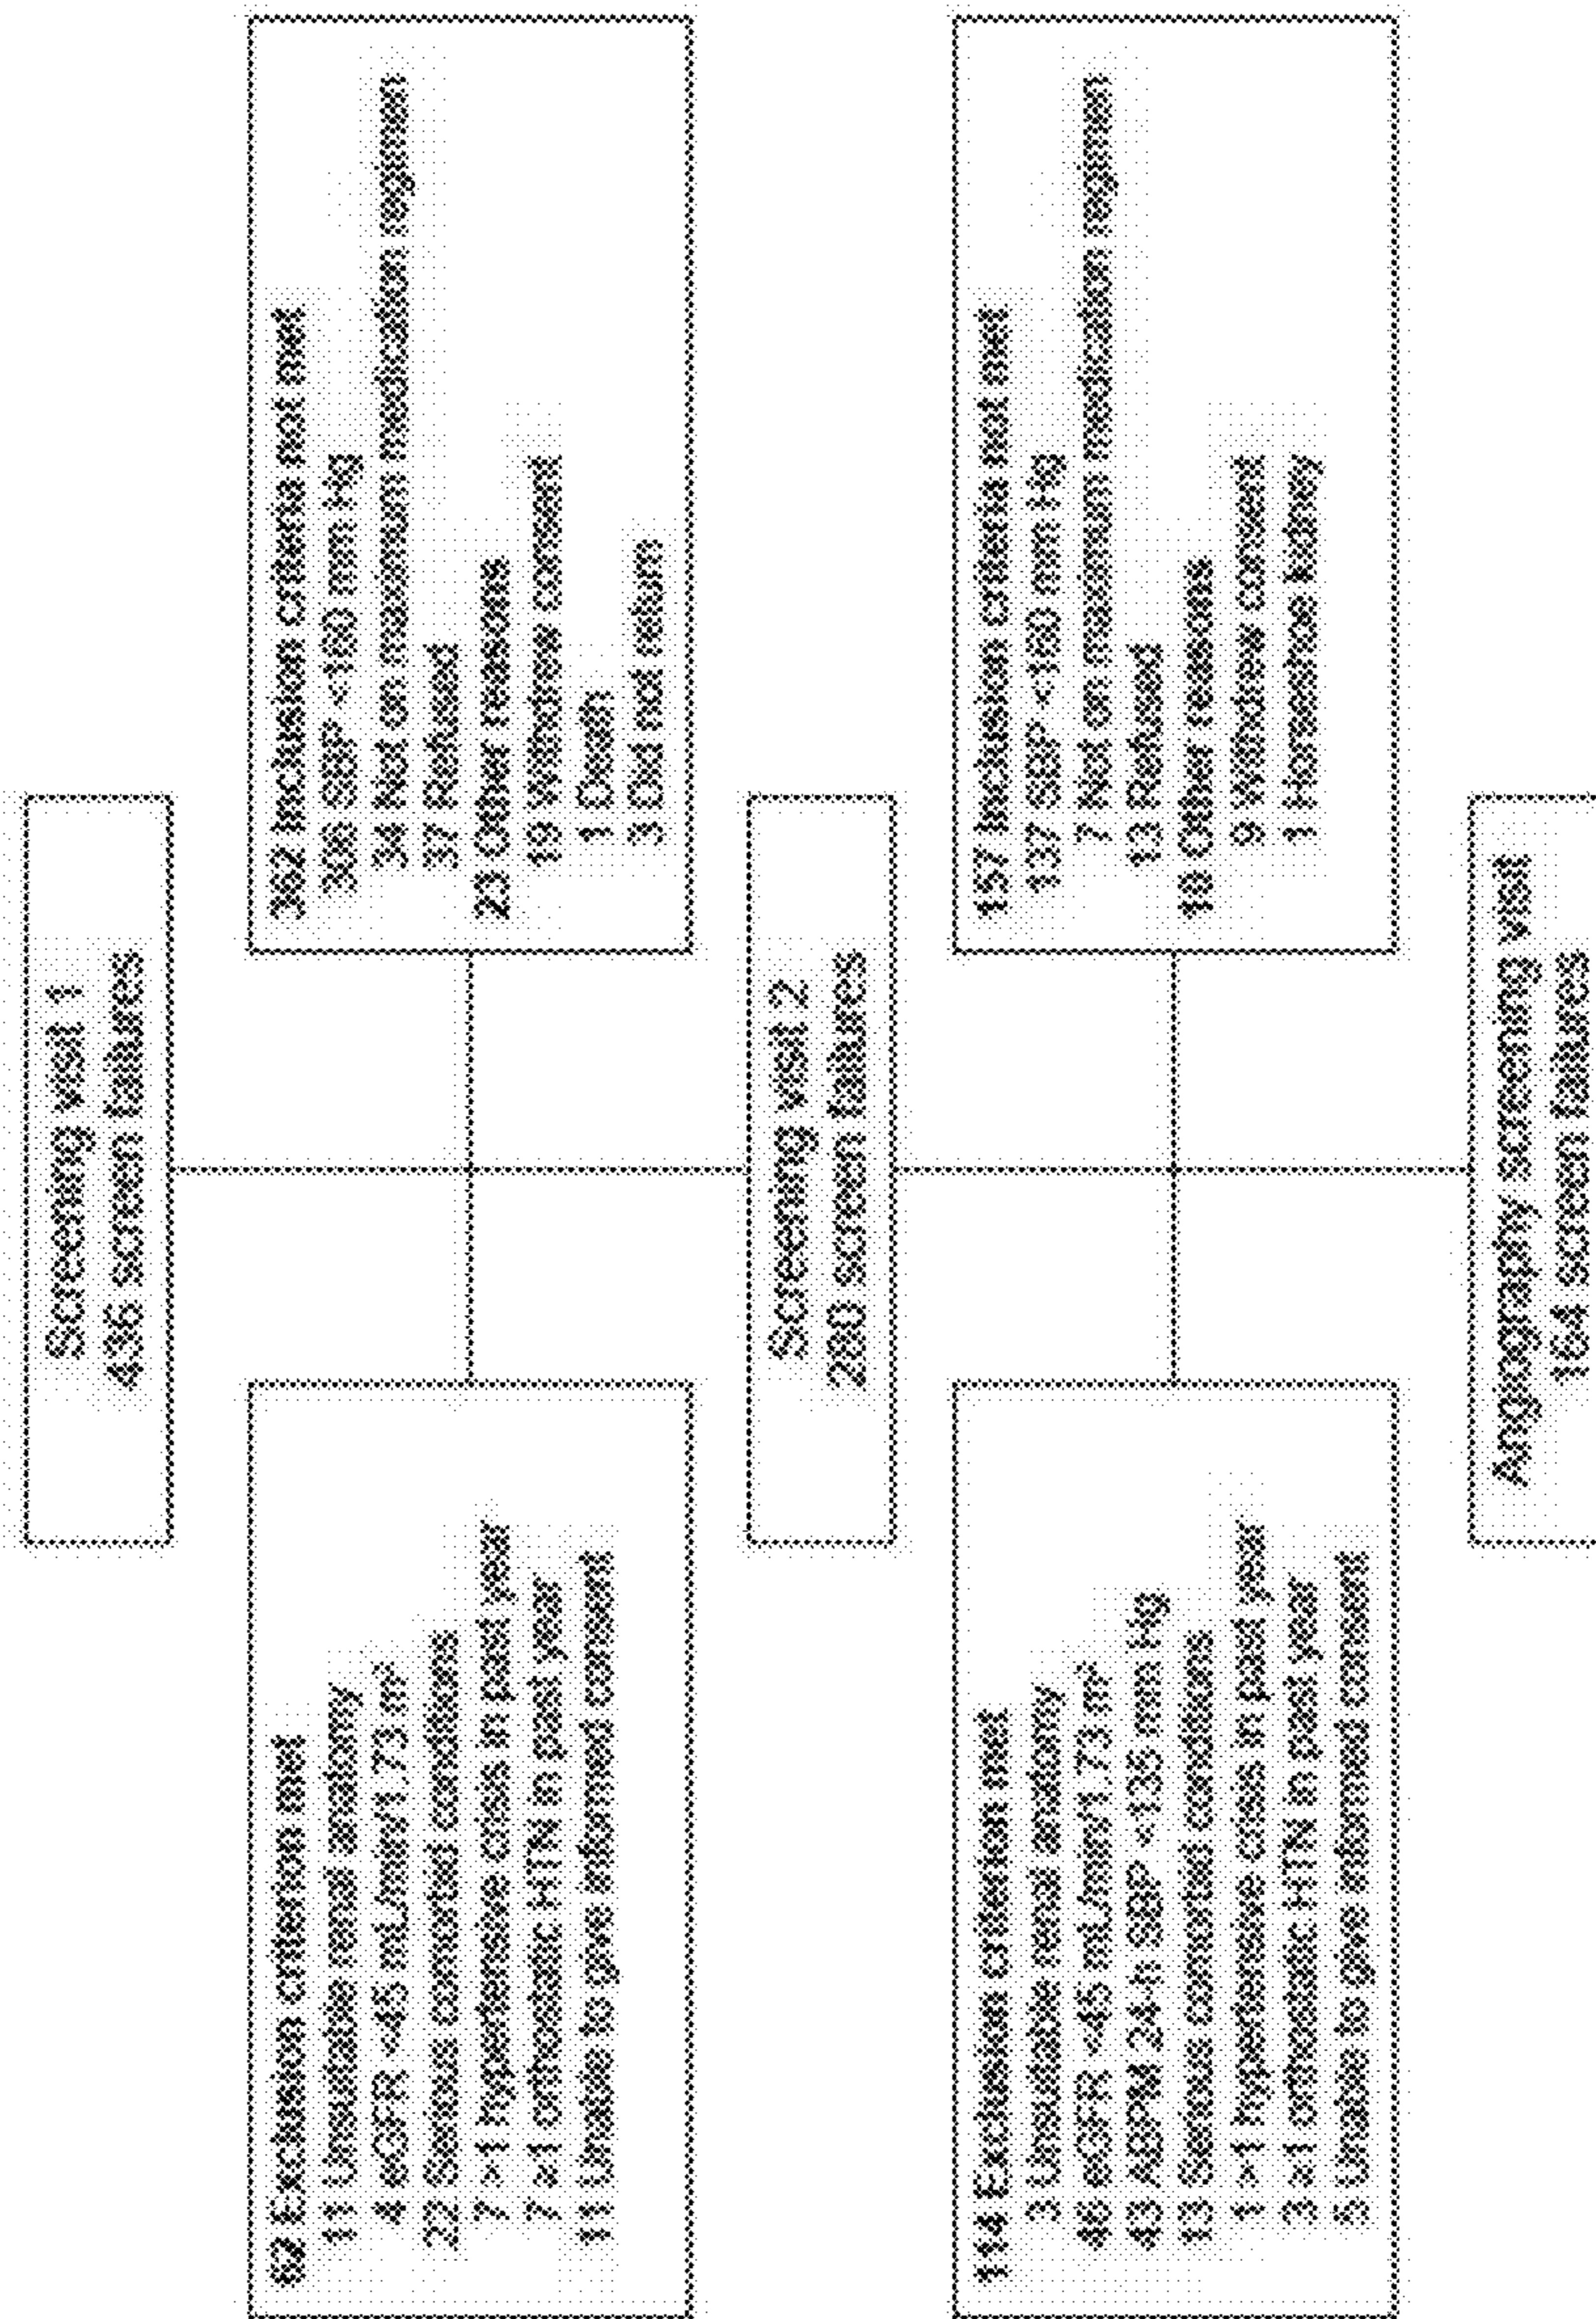 Screening visit 1
436 screen failures
62 Exclusion criterion met
11 Unsuitable renal anatomy
4 eGFR <45 mL/min/1.73 m²
22 Serious comorbid conditions
7 >1 hypertensive crisis in past year
7 ≥1 orthostatic HTN in past year
11 Unable to give informed consent
362 Inclusion criteria not met
306 SBP <160 mm Hg
34 Not on maximum medication regimen
37 Refused
23 Other reasons
19 Withdrew consent
1 Death
3 Did not return
Screening visit 2
280 screen failures
114 Exclusion criterion met
3 Unsuitable renal anatomy
46 eGFR <45 mL/min/1.73 m²
43 ABPM 24-h SBP <135 mm Hg
13 Serious comorbid conditions
1 >1 hypertensive crisis in past year
3 ≥1 orthostatic HTN in past year
5 Unable to give informed consent
157 Inclusion criteria not met
137 SBP <160 mm Hg
7 Not on maximum medication regimen
13 Refused
10 Other reasons
9 Withdrew consent
1 Horseshoe kidney
Angiography screening visit
164 screen failures